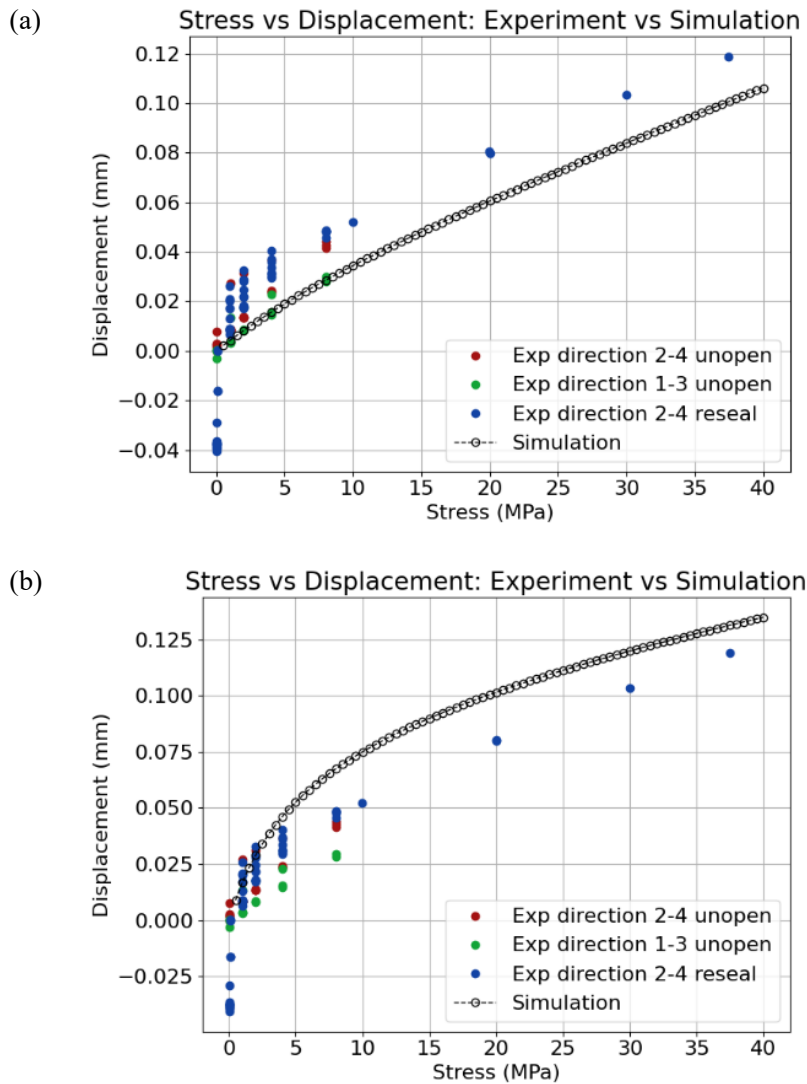 (a)
Stress vs Displacement: Experiment vs Simulation
0.12
0.10
0.08
0.06
0.04
0.02
0.00
−0.02
−0.04
Displacement (mm)
Exp direction 2-4 unopen
Exp direction 1-3 unopen
Exp direction 2-4 reseal
Simulation
0 5 10 15 20 25 30 35 40
Stress (MPa)
(b)
Stress vs Displacement: Experiment vs Simulation
0.125
0.100
0.075
0.050
0.025
0.000
−0.025
Displacement (mm)
Exp direction 2-4 unopen
Exp direction 1-3 unopen
Exp direction 2-4 reseal
Simulation
0 5 10 15 20 25 30 35 40
Stress (MPa)